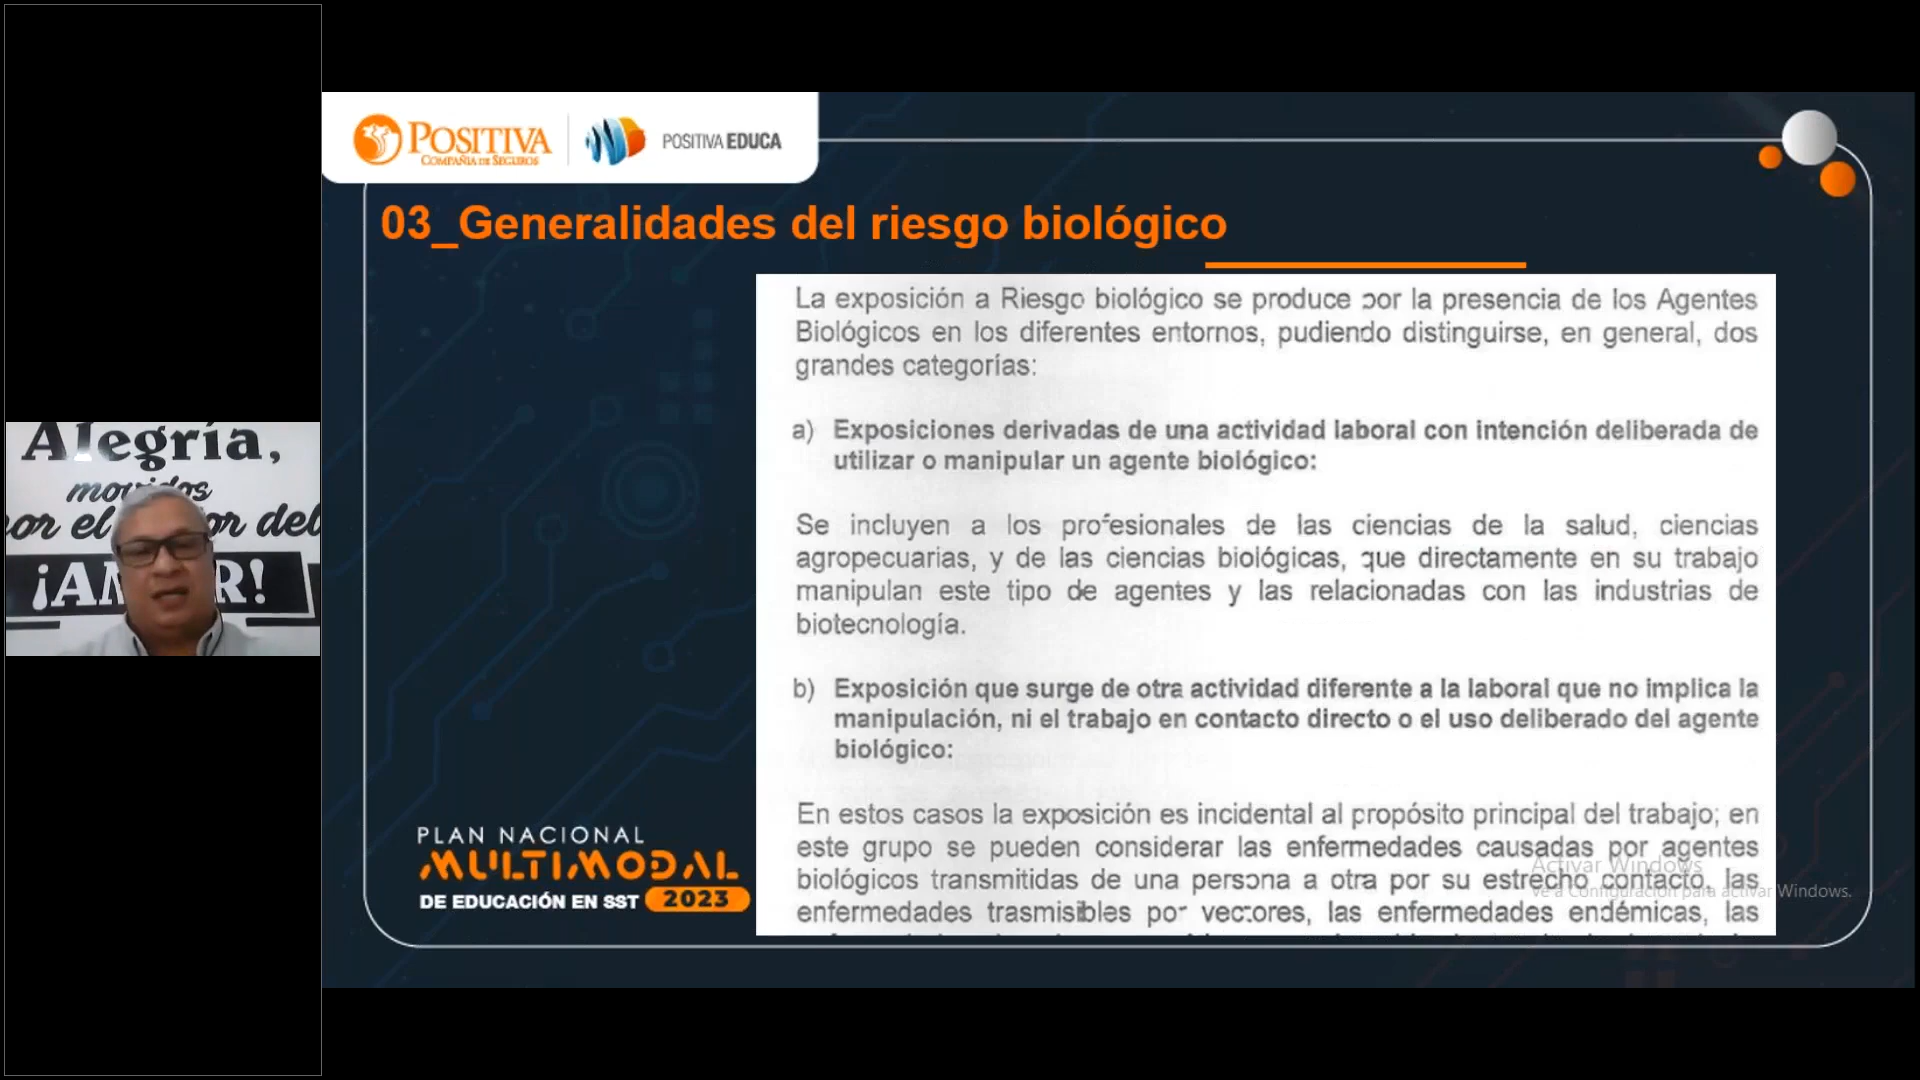 POSITIVA
COMPAÑIA DE SEGUROS
POSITIVA EDUCA
03_Generalidades del riesgo biológico
La exposición a Riesgo biológico se produce por la presencia de los Agentes
Biológicos en los diferentes entornos, pudiendo distinguirse, en general, dos
grandes categorías:
a) Exposiciones derivadas de una actividad laboral con intención deliberada de
utilizar o manipular un agente biológico:
Se incluyen a los profesionales de las ciencias de la salud, ciencias
agropecuarias, y de las ciencias biológicas, que directamente en su trabajo
manipulan este tipo de agentes y las relacionadas con las industrias de
biotecnología.
b) Exposición que surge de otra actividad diferente a la laboral que no implica la
manipulación, ni el trabajo en contacto directo o el uso deliberado del agente
biológico:
En estos casos la exposición es incidental al propósito principal del trabajo; en
este grupo se pueden considerar las enfermedades causadas por agentes
biológicos transmitidas de una persona a otra por su estrecho contacto, las
enfermedades trasmisibles por vectores, las enfermedades endémicas, las
Activar Windows
Ve a Configuración para activar Windows.
PLAN NACIONAL
MULTIMODAL
DE EDUCACIÓN EN SST 2023
Alegría,
movidos
por el del
¡AM R!